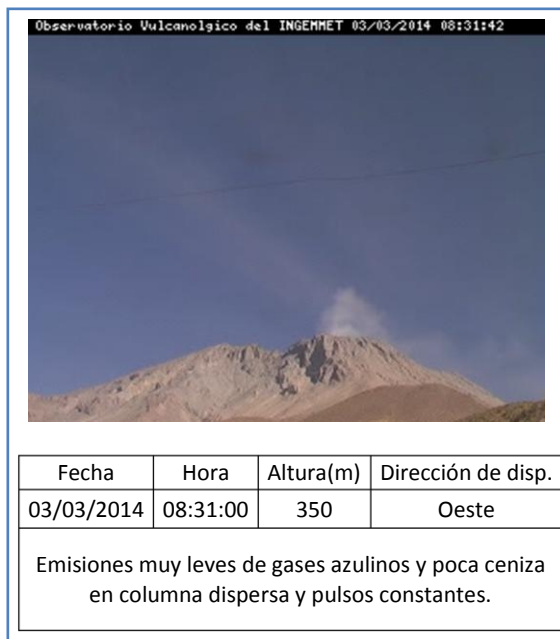 Observatorio Vulcanolgico del INGEMMET 03/03/2014 08:31:42
Fecha Hora Altura(m) Dirección de disp.
03/03/2014 08:31:00 350 Oeste
Emisiones muy leves de gases azulinos y poca ceniza
en columna dispersa y pulsos constantes.